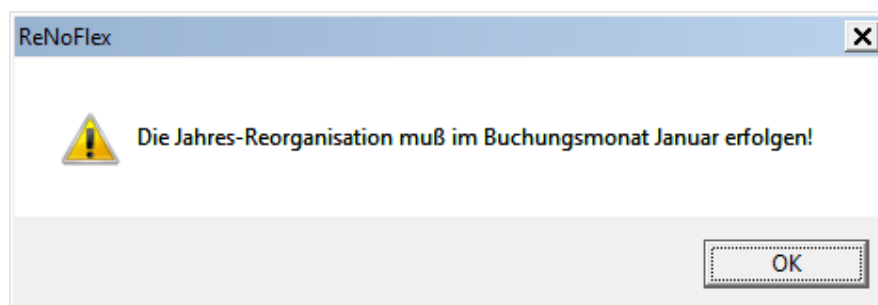 ReNoFlex
Die Jahres-Reorganisation muß im Buchungsmonat Januar erfolgen!
OK